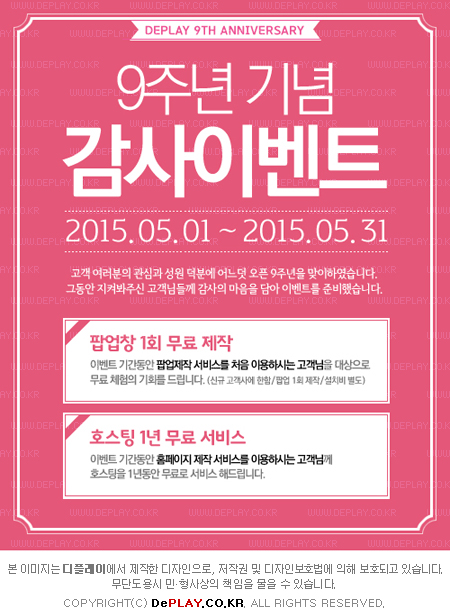 DEPLAY 9TH ANNIVERSARY
9주년 기념
감사이벤트
2015.05.01 ~ 2015.05.31
고객 여러분의 관심과 성원 덕분에 어느덧 오픈 9주년을 맞이하였습니다.
그동안 지켜봐주신 고객님들께 감사의 마음을 담아 이벤트를 준비했습니다.
팝업창 1회 무료 제작
이벤트 기간동안 팝업제작 서비스를 처음 이용하시는 고객님을 대상으로
무료 체험의 기회를 드립니다. (신규 고객사에 한함/팝업 1회 제작/설치비 별도)
호스팅 1년 무료 서비스
이벤트 기간동안 홈페이지 제작 서비스를 이용하시는 고객님께
호스팅을 1년동안 무료로 서비스 해드립니다.
본 이미지는 디플레이에서 제작한 디자인으로, 저작권 및 디자인보호법에 의해 보호되고 있습니다.
무단도용시 민·형사상의 책임을 물을 수 있습니다.
COPYRIGHT(C) DePLAY.CO.KR. ALL RIGHTS RESERVED.